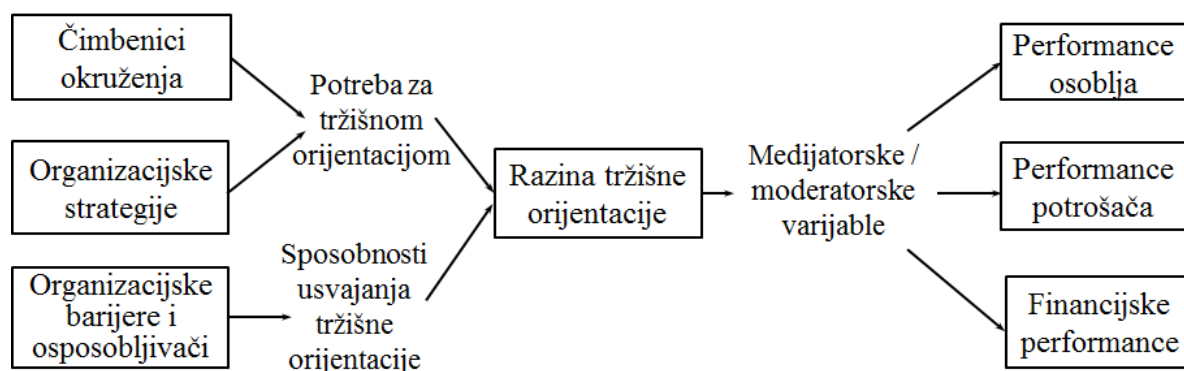 Čimbenici
okruženja
Organizacijske
strategije
Organizacijske
barijere i
osposobljivači
Potreba za
tržišnom
orijentacijom
Sposobnosti
usvajanja
tržišne
orijentacije
Razina tržišne
orijentacije
Medijatorske /
moderatorske
varijable
Performance
osoblja
Performance
potrošača
Financijske
performance